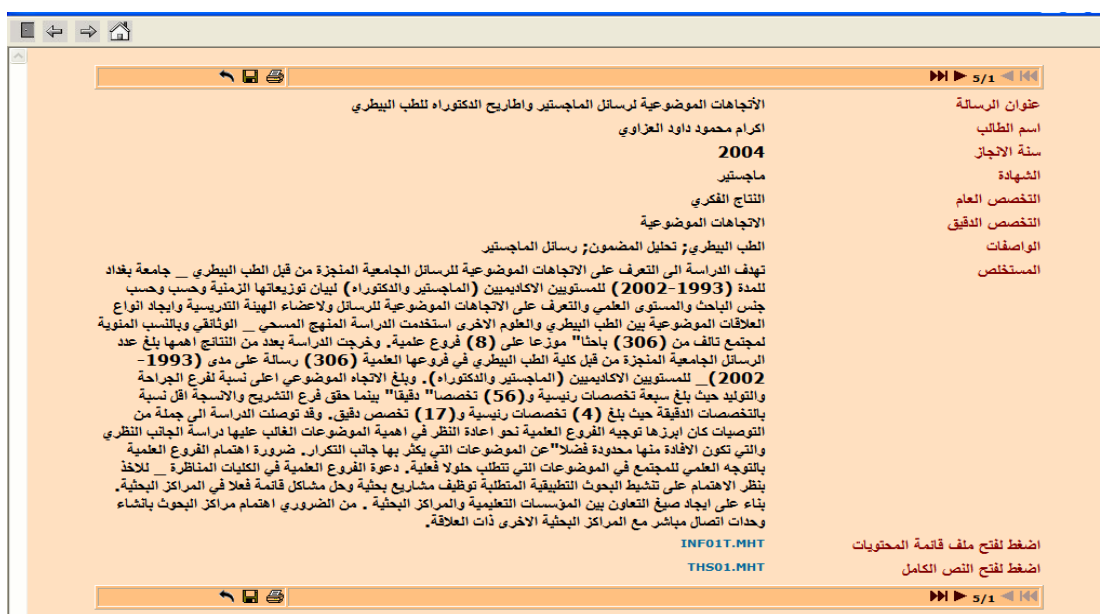 5/1
عنوان الرسالة الأتجاهات الموضوعية لرسائل الماجستير واطاريح الدكتوراه للطب البيطري
اسم الطالب اكرام محمود داود العزاوي
سنة الانجاز 2004
الشهادة ماجستير
التخصص العام النتاج الفكري
التخصص الدقيق الاتجاهات الموضوعية
الواصفات الطب البيطري; تحليل المضمون; رسائل الماجستير
المستخلص تهدف الدراسة الى التعرف على الاتجاهات الموضوعية للرسائل الجامعية المنجزة من قبل الطب البيطري _ جامعة بغداد
للمدة (1993-2002) للمستويين الاكاديميين (الماجستير والدكتوراه) لبيان توزيعاتها الزمنية وحسب وحسب
جنس الباحث والمستوى العلمي والتعرف على الاتجاهات الموضوعية للرسائل ولاعضاء الهيئة التدريسية وايجاد انواع
العلاقات الموضوعية بين الطب البيطري والعلوم الاخرى استخدمت الدراسة المنهج المسحي _ الوثائقي وبالنسب المئوية
لمجتمع تالف من (306) باحثا" موزعا على (8) فروع علمية. وخرجت الدراسة بعدد من النتائج اهمها بلغ عدد
الرسائل الجامعية المنجزة من قبل كلية الطب البيطري في فروعها العلمية (306) رسالة على مدى (1993-
2002)_ للمستويين الاكاديميين (الماجستير والدكتوراه). وبلغ الاتجاه الموضوعي اعلى نسبة لفرع الجراحة
والتوليد حيث بلغ سبعة تخصصات رئيسية و(56) تخصصا" دقيقا" بينما حقق فرع التشريح والانسجة اقل نسبة
بالتخصصات الدقيقة حيث بلغ (4) تخصصات رئيسية و(17) تخصص دقيق. وقد توصلت الدراسة الى جملة من
التوصيات كان ابرزها توجيه الفروع العلمية نحو اعادة النظر في اهمية الموضوعات الغالب عليها دراسة الجانب النظري
والتي تكون الافادة منها محدودة فضلا"عن الموضوعات التي يكثر بها جانب التكرار. ضرورة اهتمام الفروع العلمية
بالتوجه العلمي للمجتمع في الموضوعات التي تتطلب حلولا فعلية. دعوة الفروع العلمية في الكليات المناظرة _ للاخذ
بنظر الاهتمام على تنشيط البحوث التطبيقية المتطلبة توظيف مشاريع بحثية وحل مشاكل قائمة فعلا في المراكز البحثية.
بناء على ايجاد صيغ التعاون بين المؤسسات التعليمية والمراكز البحثية . من الضروري اهتمام مراكز البحوث بانشاء
وحدات اتصال مباشر مع المراكز البحثية الاخرى ذات العلاقة.
اضغط لفتح ملف قائمة المحتويات INF01T.MHT
اضغط لفتح النص الكامل THS01.MHT
5/1